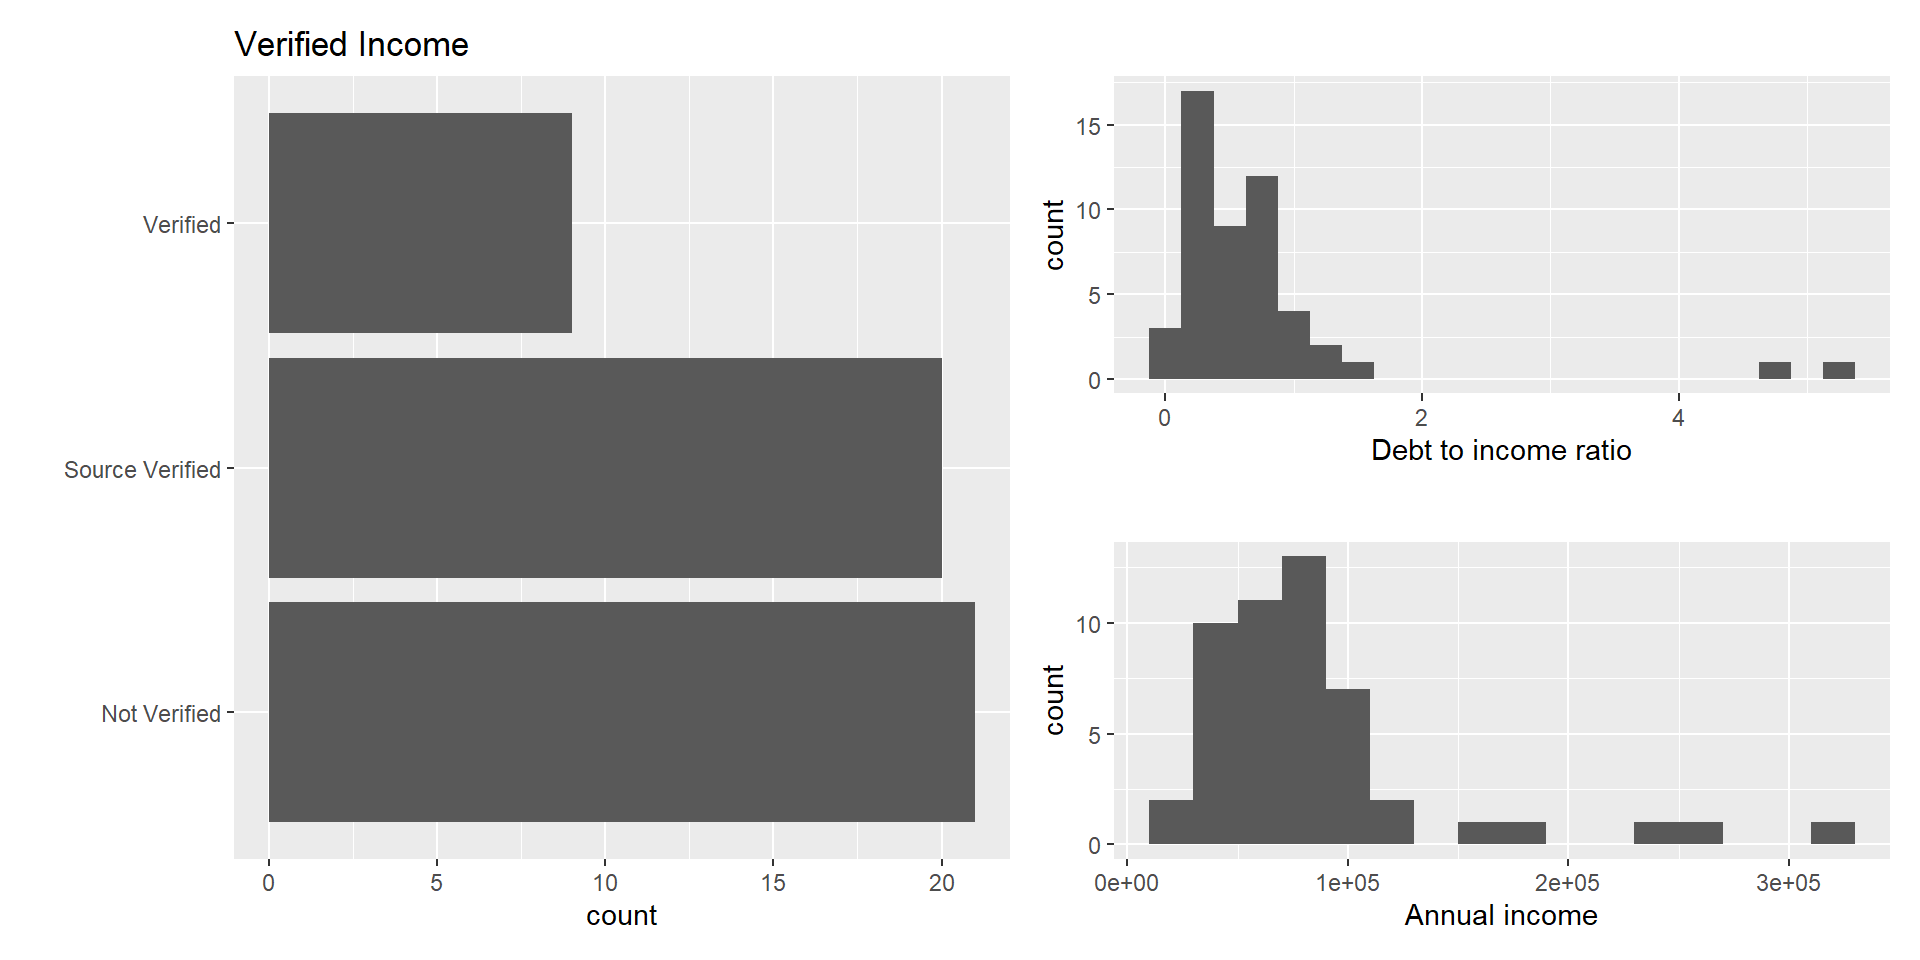 Verified Income
Verified
Source Verified
Not Verified
0 5 10 15 20
count
15
10
5
0
count
0 2 4
Debt to income ratio
10
5
0
count
0e+00 1e+05 2e+05 3e+05
Annual income